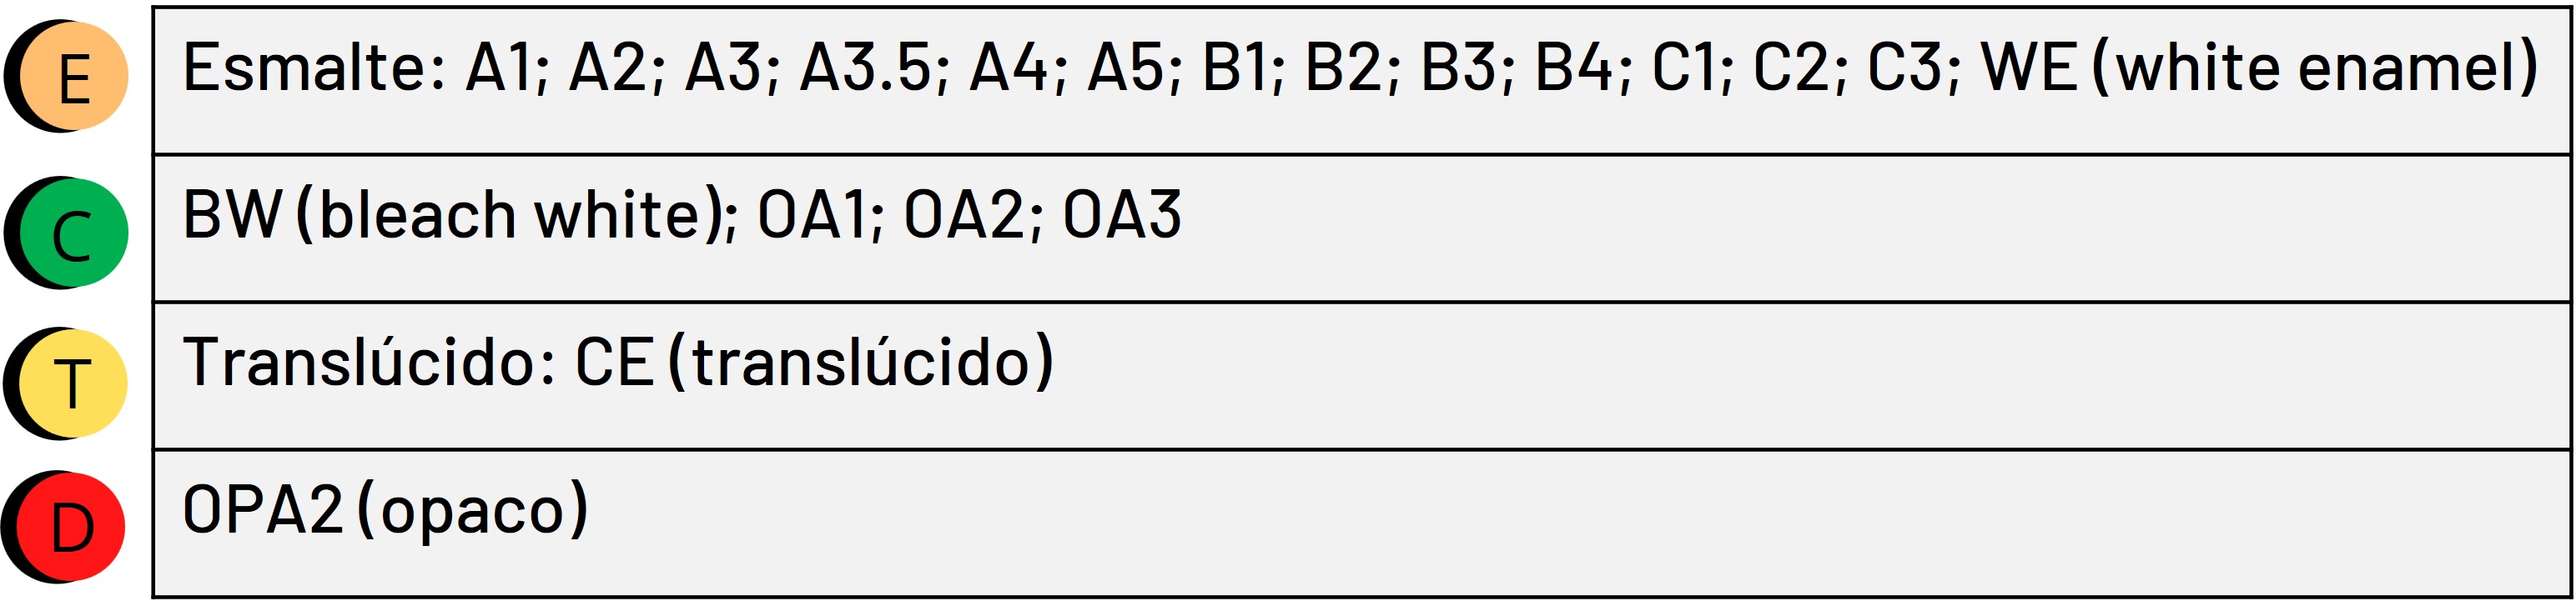 E
Esmalte: A1; A2; A3; A3.5; A4; A5; B1; B2; B3; B4; C1; C2; C3; WE (white enamel)
C
BW (bleach white); OA1; OA2; OA3
T
Translúcido: CE (translúcido)
D
OPA2 (opaco)